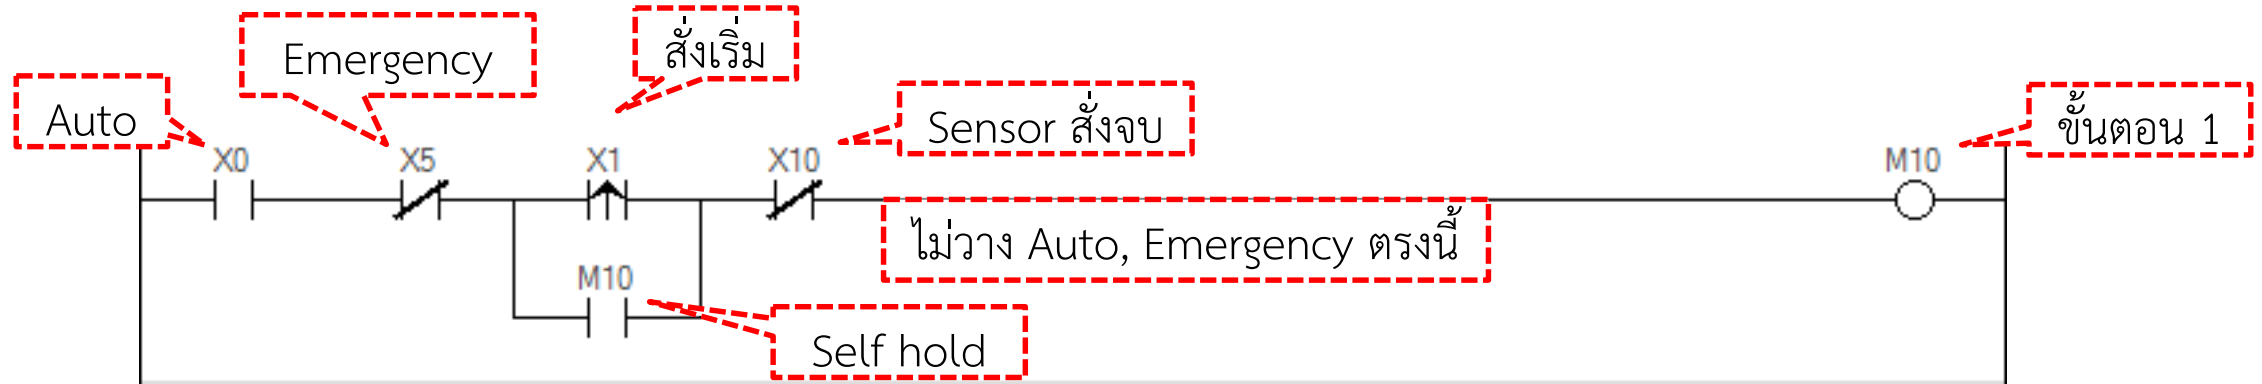 สั่งเริ่ม
Emergency
Auto
Sensor สั่งจบ
ขั้นตอน 1
X0
X5
X1
X10
M10
ไม่วาง Auto, Emergency ตรงนี้
M10
Self hold